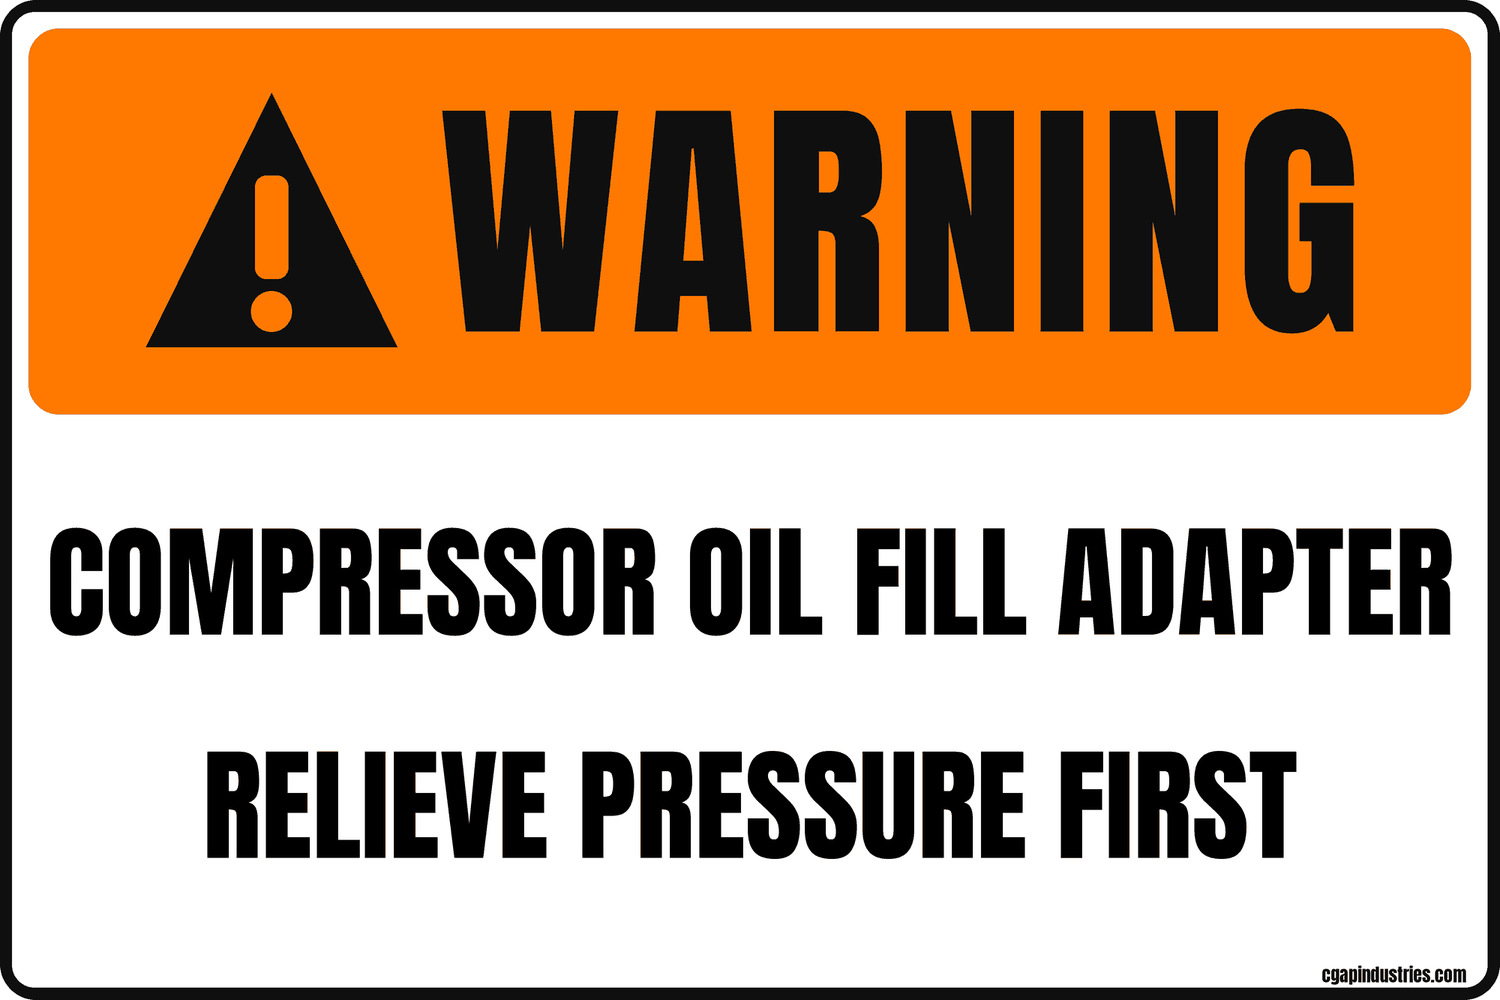 WARNING
COMPRESSOR OIL FILL ADAPTER
RELIEVE PRESSURE FIRST
cgapindustries.com